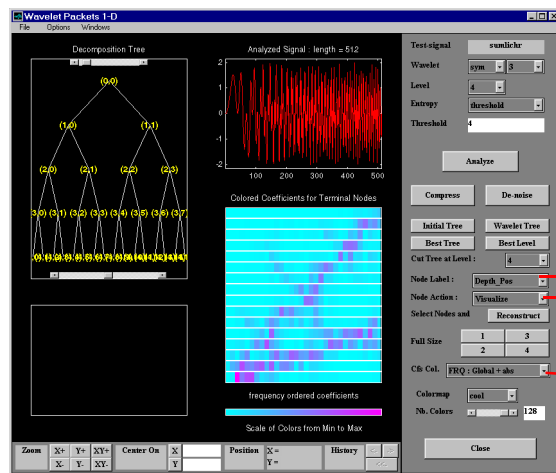 Wavelet Packets 1-D
File Options Windows
Decomposition Tree
(0,0)
(1,0) (1,1)
(2,0) (2,1) (2,2) (2,3)
3,0) (3,1) (3,2) (3,3) (3,4) (3,5) (3,6) (3,7)
Analyzed Signal : length = 512
2
1
0
-1
-2
100 200 300 400 500
Colored Coefficients for Terminal Nodes
frequency ordered coefficients
Scale of Colors from Min to Max
Test-signal sumlichr
Wavelet sym 3
Level 4
Entropy threshold
Threshold 4
Analyze
Compress De-noise
Initial Tree Wavelet Tree
Best Tree Best Level
Cut Tree at Level : 4
Node Label : Depth_Pos
Node Action : Visualize
Select Nodes and Reconstruct
Full Size 1 3
2 4
Cfs Col. FRQ : Global + abs
Colormap cool
Nb. Colors 128
Close
Zoom X+ Y+ XY+ Center On X Position X = History <- ->
X- Y- XY- Y Y = <<-